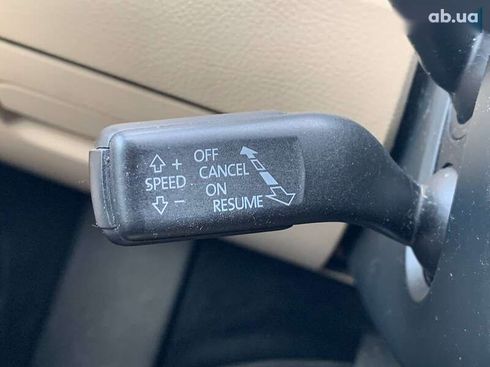 ab.ua
OFF
+ CANCEL
SPEED ON
- RESUME